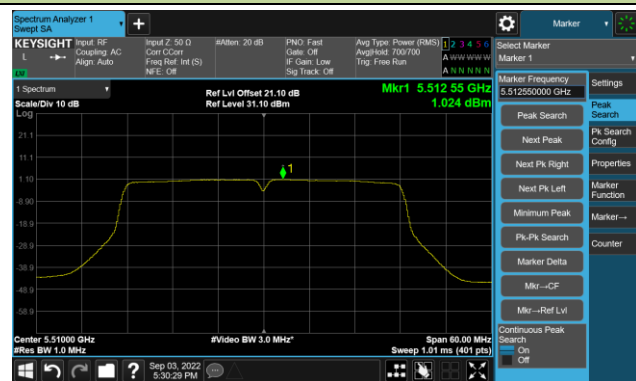 Spectrum Analyzer 1
Swept SA
Marker
KEYSIGHT
L
LXI
Input: RF
Coupling: AC
Align: Auto
Input Z: 50 Ω
Corr CCorr
Freq Ref: Int (S)
NFE: Off
#Atten: 20 dB
PNO: Fast
Gate: Off
IF Gain: Low
Sig Track: Off
Avg Type: Power (RMS)
Avg|Hold: 700/700
Trig: Free Run
1 2 3 4 5 6
A W W W W W
A N N N N N
1 Spectrum
Scale/Div 10 dB
Log
Ref Lvl Offset 21.10 dB
Ref Level 31.10 dBm
Mkr1 5.512 55 GHz
1.024 dBm
21.1
11.1
1.10
-8.90
-18.9
-28.9
-38.9
-48.9
-58.9
1
Center 5.51000 GHz
#Res BW 1.0 MHz
#Video BW 3.0 MHz*
Span 60.00 MHz
Sweep 1.01 ms (401 pts)
Sep 03, 2022
5:30:29 PM
Select Marker
Marker 1
Marker Frequency
5.512550000 GHz
Peak Search
Next Peak
Next Pk Right
Next Pk Left
Minimum Peak
Pk-Pk Search
Marker Delta
Mkr→CF
Mkr→Ref Lvl
Continuous Peak
Search
On
Off
Settings
Peak
Search
Pk Search
Config
Properties
Marker
Function
Marker→
Counter